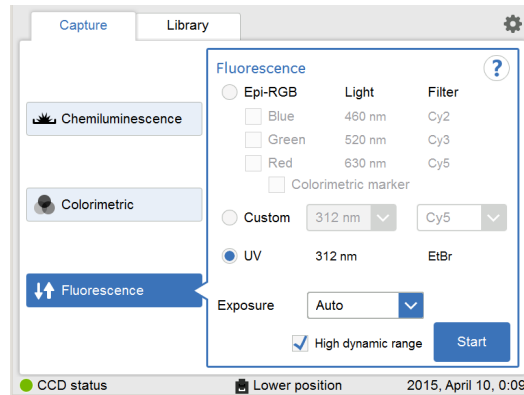 Capture Library
Fluorescence ?
Epi-RGB Light Filter
Blue 460 nm Cy2
Green 520 nm Cy3
Red 630 nm Cy5
Colorimetric marker
Chemiluminescence
Colorimetric
Custom 312 nm Cy5
UV 312 nm EtBr
Fluorescence
Exposure Auto
High dynamic range Start
CCD status Lower position 2015, April 10, 0:09